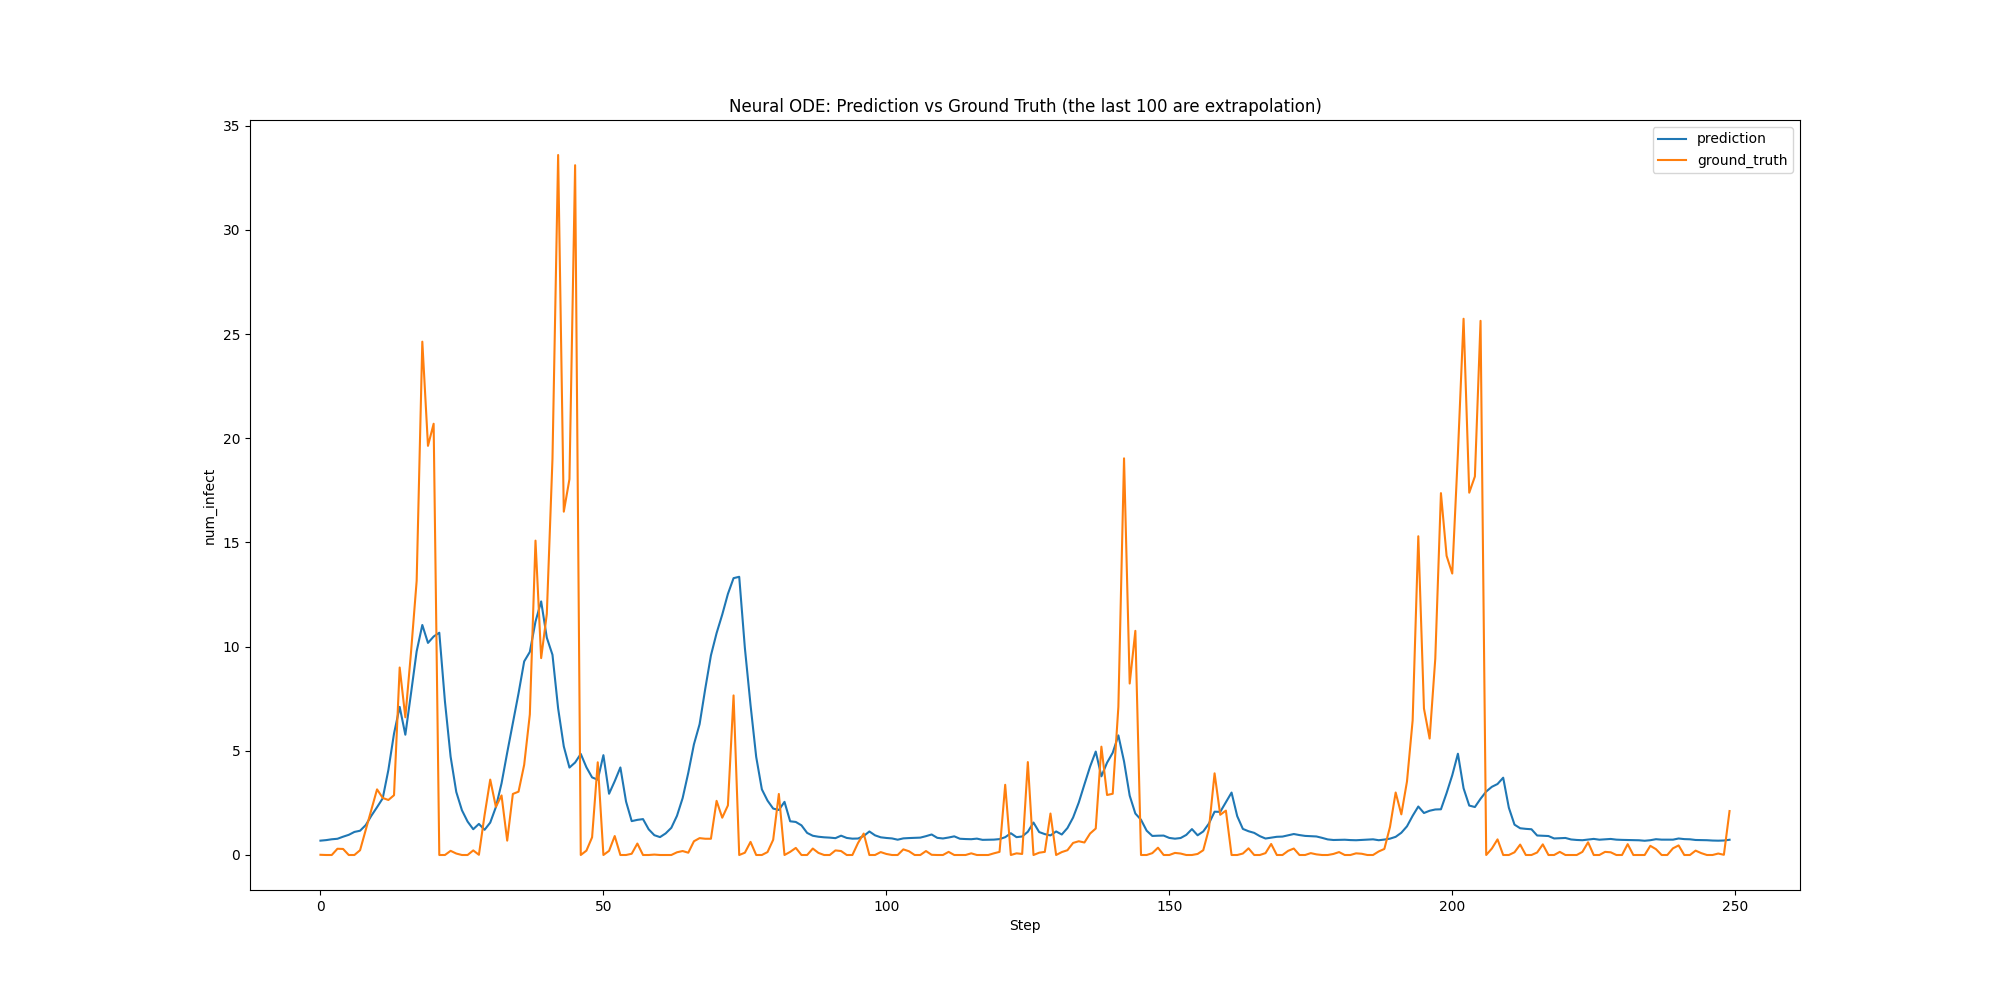 Neural ODE: Prediction vs Ground Truth (the last 100 are extrapolation)
prediction
ground_truth
35
30
25
20
15
10
5
0
num_infect
0 50 100 150 200 250
Step